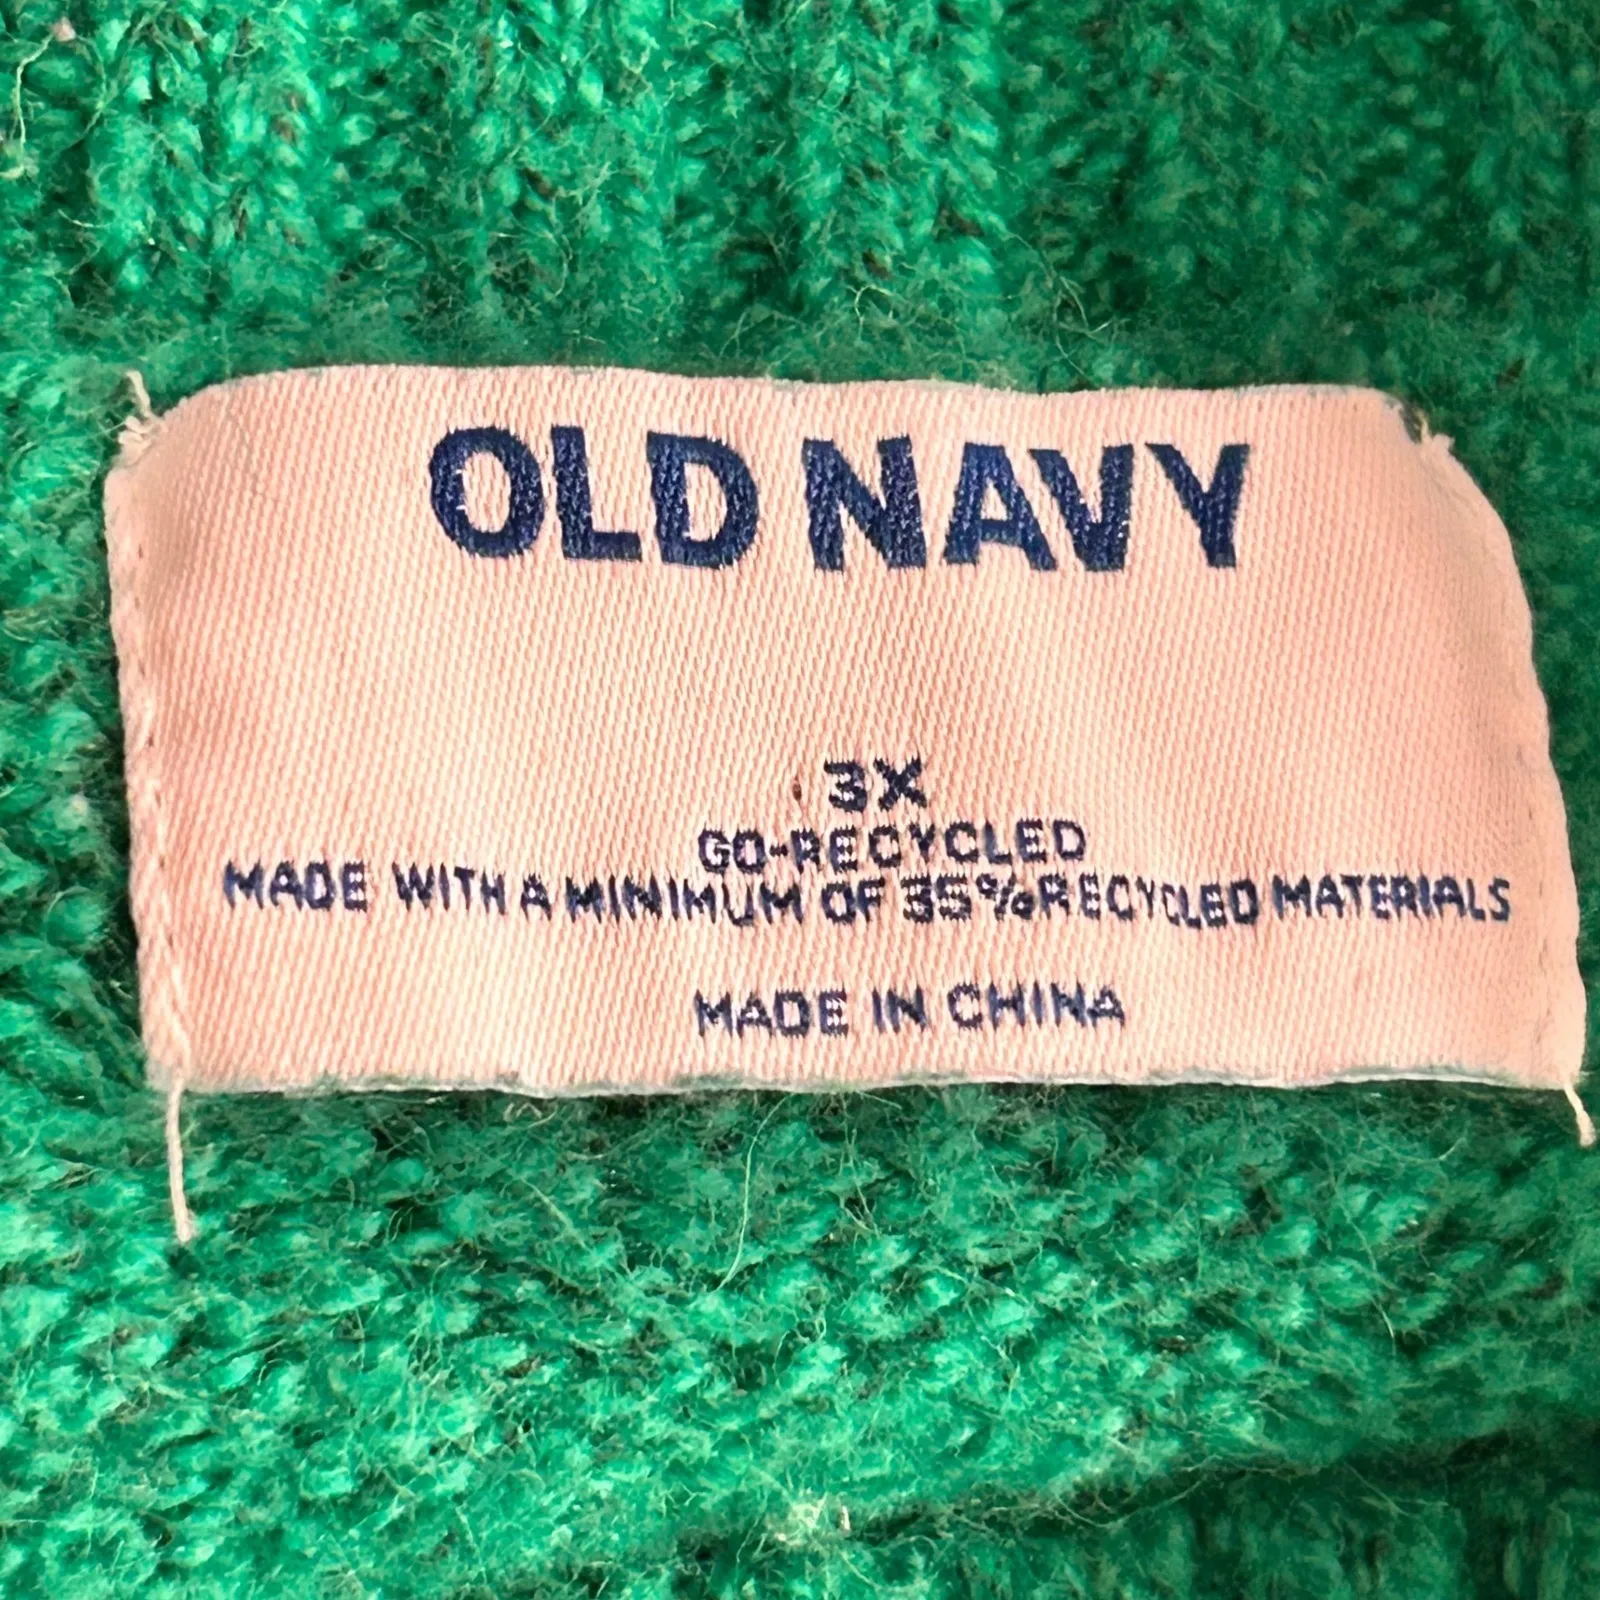 OLD NAVY
3X
GO-RECYCLED
MADE WITH A MINIMUM OF 35% RECYCLED MATERIALS
MADE IN CHINA